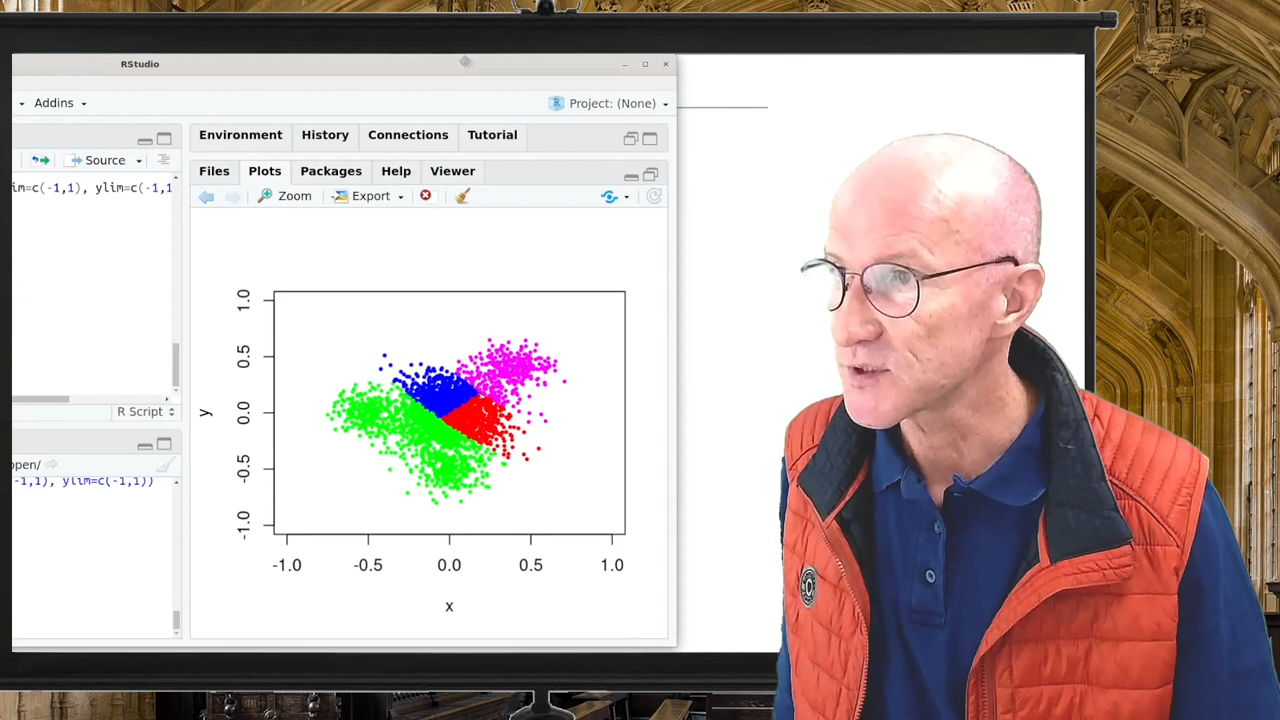 RStudio
Addins
Project: (None)
Environment History Connections Tutorial
Source
Files Plots Packages Help Viewer
im=c(-1,1), ylim=c(-1,1
Zoom Export
R Script
open/
-1,1), ylim=c(-1,1))
1.0
0.5
0.0
-0.5
-1.0
y
-1.0 -0.5 0.0 0.5 1.0
x